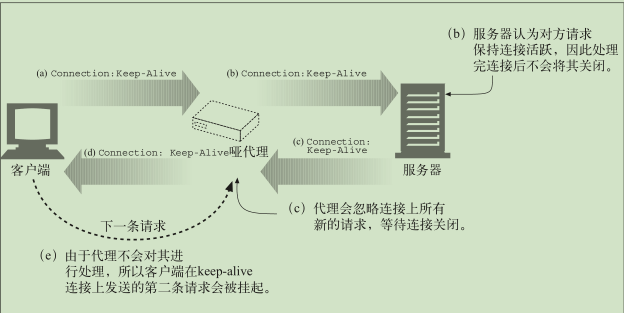 (b) 服务器认为对方请求
保持连接活跃，因此处理
完连接后不会将其关闭。
(a) Connection:Keep-Alive
(b) Connection:Keep-Alive
(c) Connection:
Keep-Alive
(d) Connection: Keep-Alive
哑代理
客户端
服务器
下一条请求
(c) 代理会忽略连接上所有
新的请求，等待连接关闭。
(e) 由于代理不会对其进
行处理，所以客户端在keep-alive
连接上发送的第二条请求会被挂起。